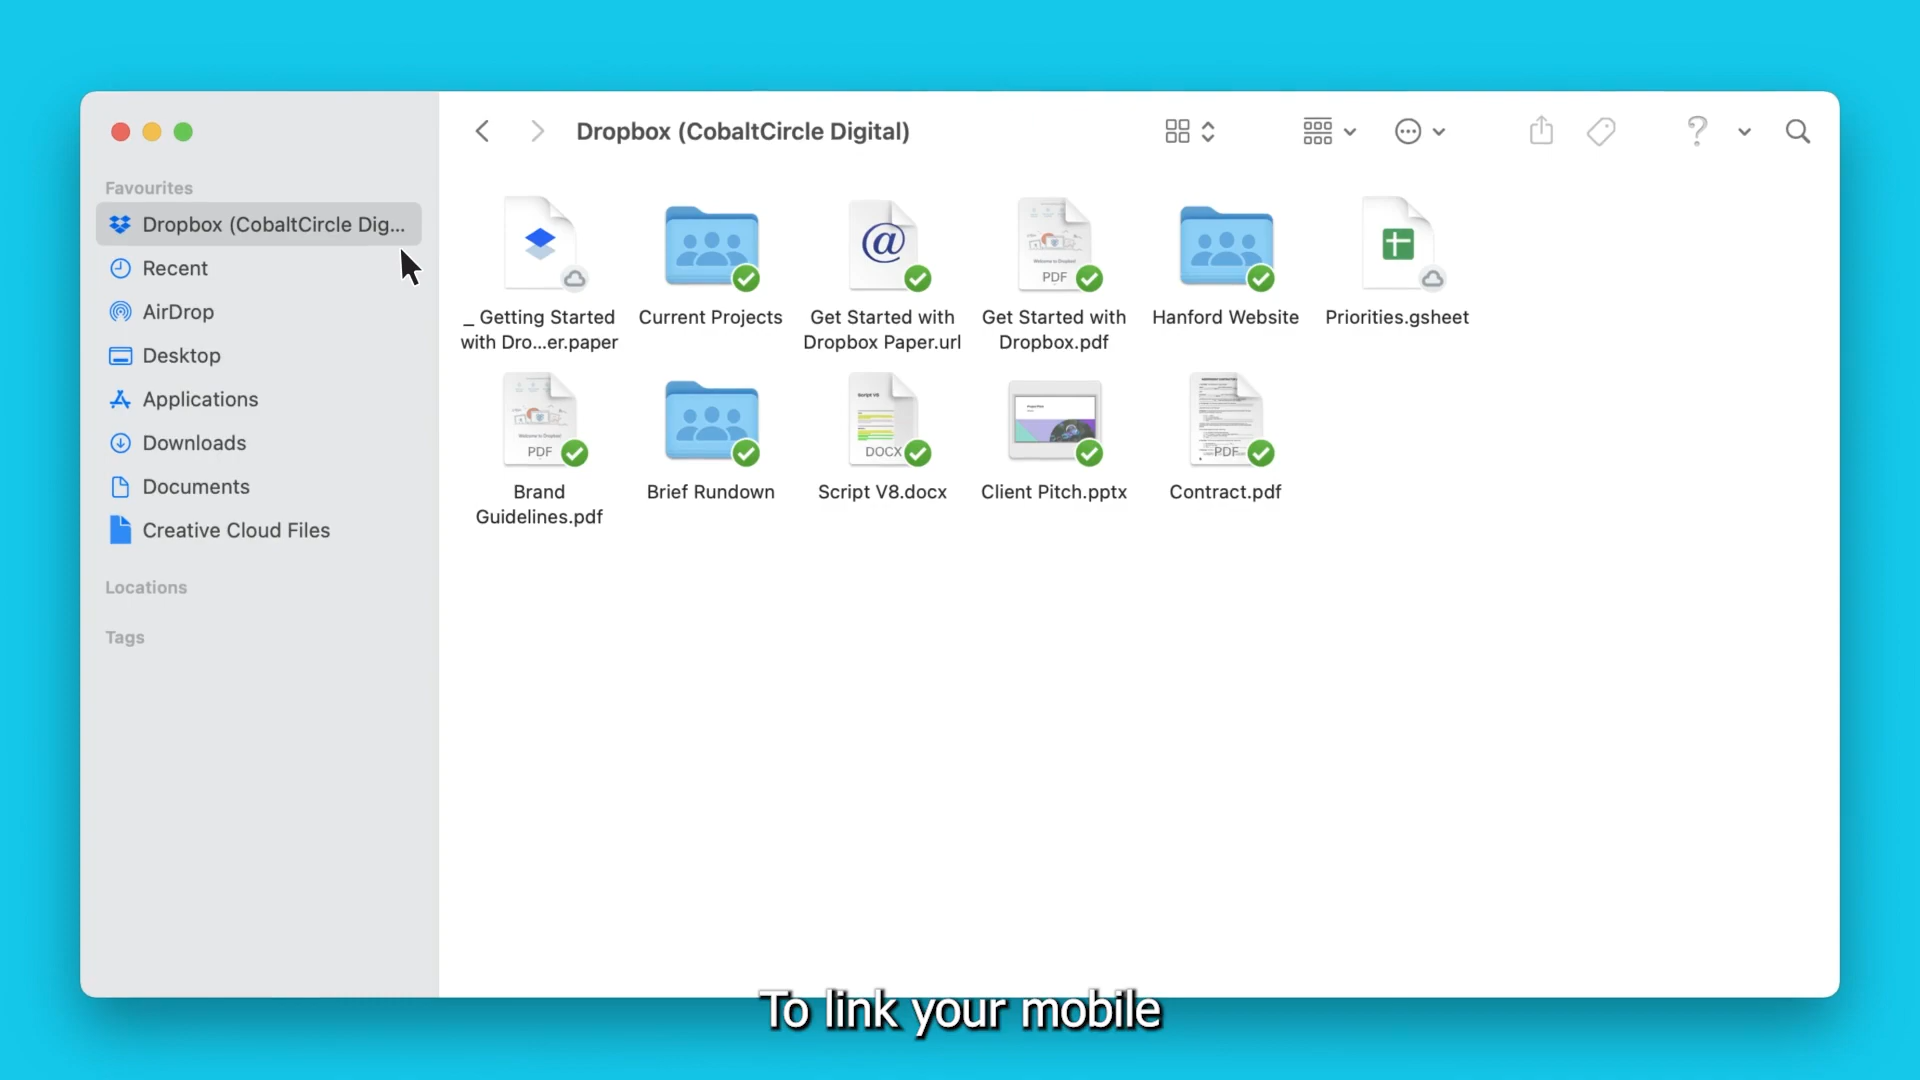 Dropbox (CobaltCircle Digital)
Favourites
Dropbox (CobaltCircle Dig...
Recent
AirDrop
Desktop
Applications
Downloads
Documents
Creative Cloud Files
Locations
Tags
_ Getting Started
with Dro...er.paper
Current Projects
@
Get Started with
Dropbox Paper.url
PDF
Get Started with
Dropbox.pdf
Hanford Website
Priorities.gsheet
PDF
Brand
Guidelines.pdf
Brief Rundown
Script V8
DOCX
Script V8.docx
Client Pitch.pptx
PDF
Contract.pdf
To link your mobile